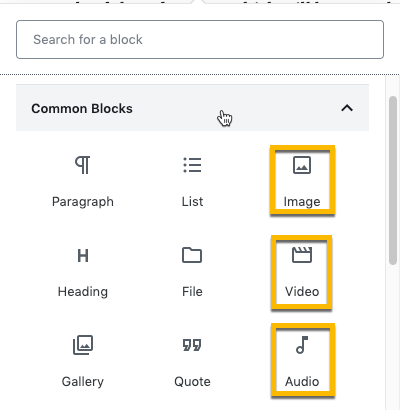 Search for a block
Common Blocks
Paragraph List Image
Heading File Video
Gallery Quote Audio